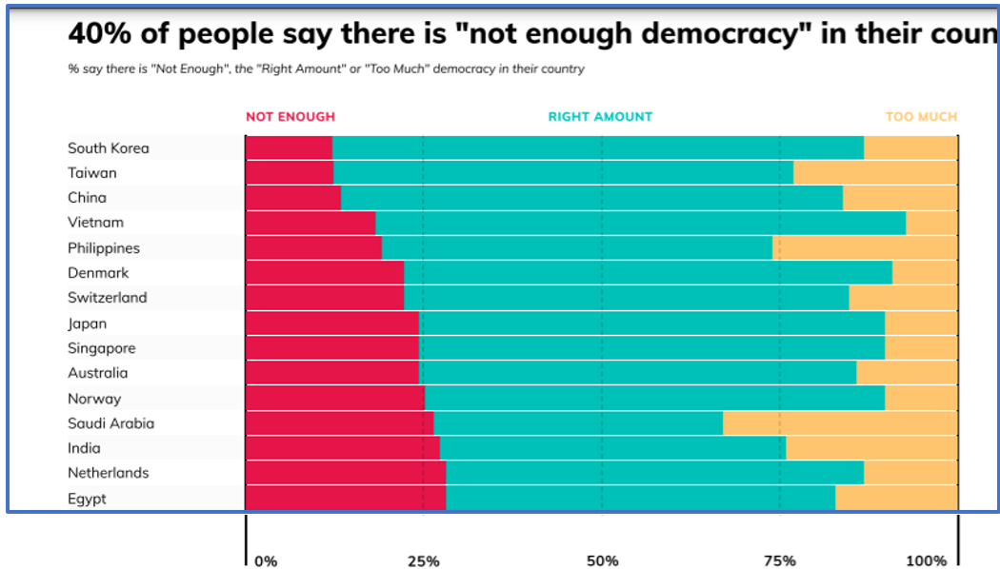 40% of people say there is "not enough democracy" in their coun
% say there is "Not Enough", the "Right Amount" or "Too Much" democracy in their country
NOT ENOUGH RIGHT AMOUNT TOO MUCH
South Korea
Taiwan
China
Vietnam
Philippines
Denmark
Switzerland
Japan
Singapore
Australia
Norway
Saudi Arabia
India
Netherlands
Egypt
0% 25% 50% 75% 100%